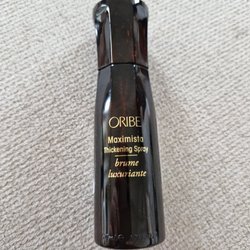 ORIBE
Maximista
Thickening Spray
brume
luxuriante